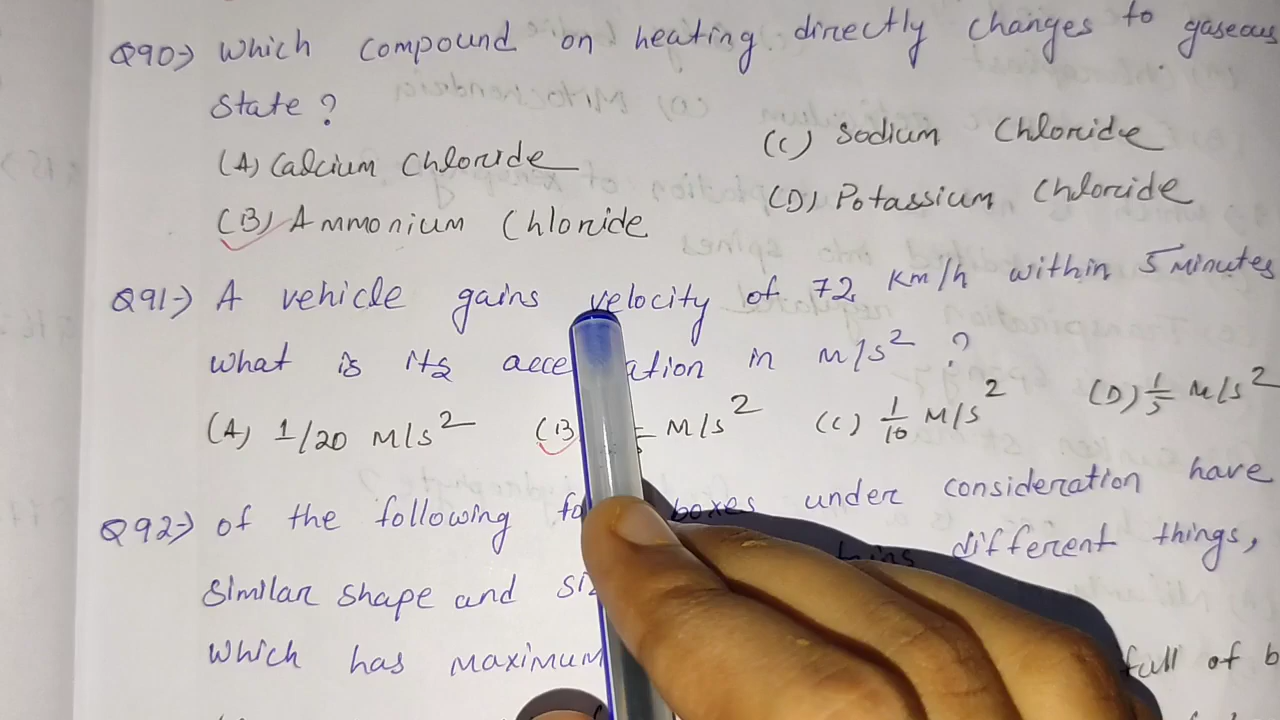 Q90→ Which compound on heating directly changes to gaseous
state?
(A) Calcium Chloride (C) Sodium Chloride
(B) Ammonium Chloride (D) Potassium Chloride
Q91→ A vehicle gains velocity of 72 Km/h within 5 minutes
what is its acce ation in m/s² ?
(A) 1/20 m/s² (B) m/s² (C) 1/10 m/s² (D) 1/5 m/s²
Q92→ of the following boxes under consideration have
similar shape and different things,
which has maximum full of